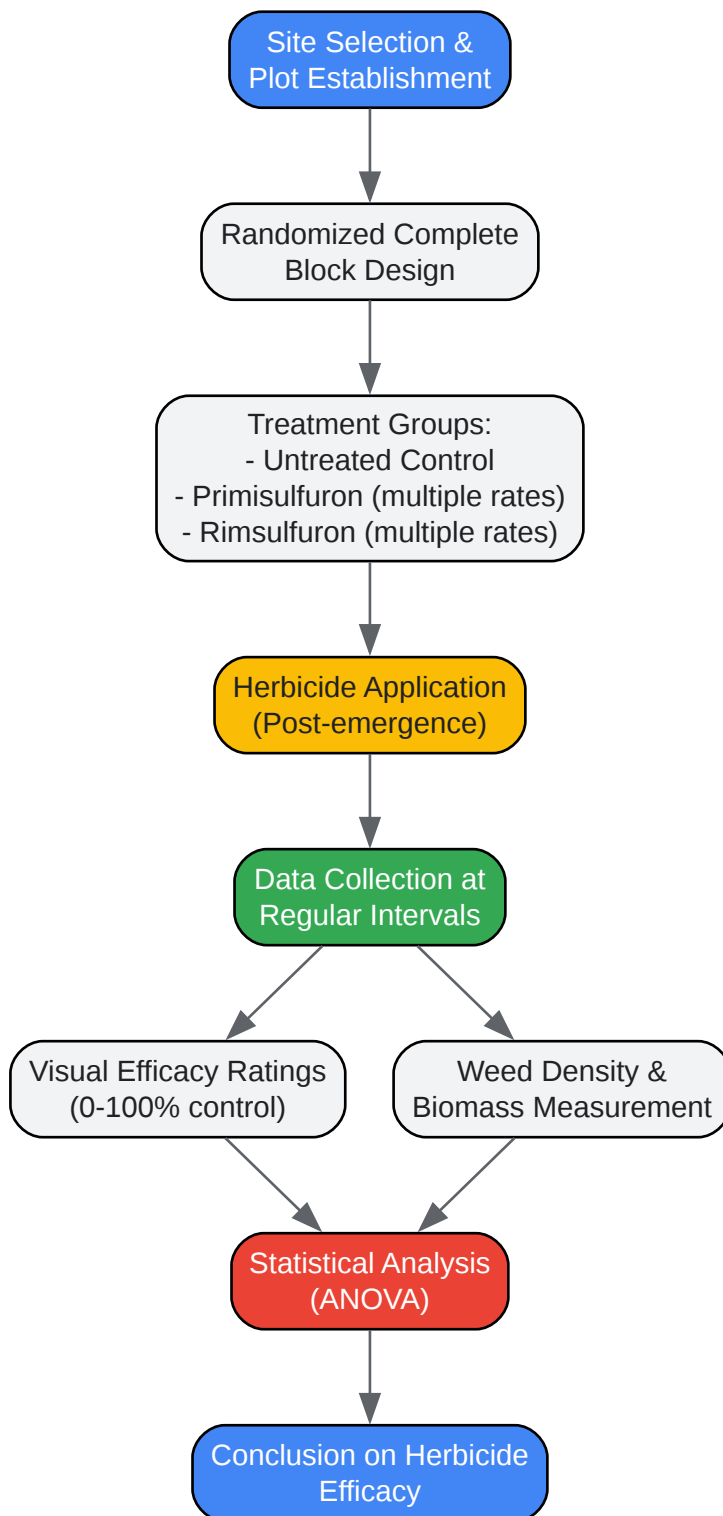 Site Selection &
Plot Establishment
Randomized Complete
Block Design
Treatment Groups:
- Untreated Control
- Primisulfuron (multiple rates)
- Rimsulfuron (multiple rates)
Herbicide Application
(Post-emergence)
Data Collection at
Regular Intervals
Visual Efficacy Ratings
(0-100% control)
Weed Density &
Biomass Measurement
Statistical Analysis
(ANOVA)
Conclusion on Herbicide
Efficacy